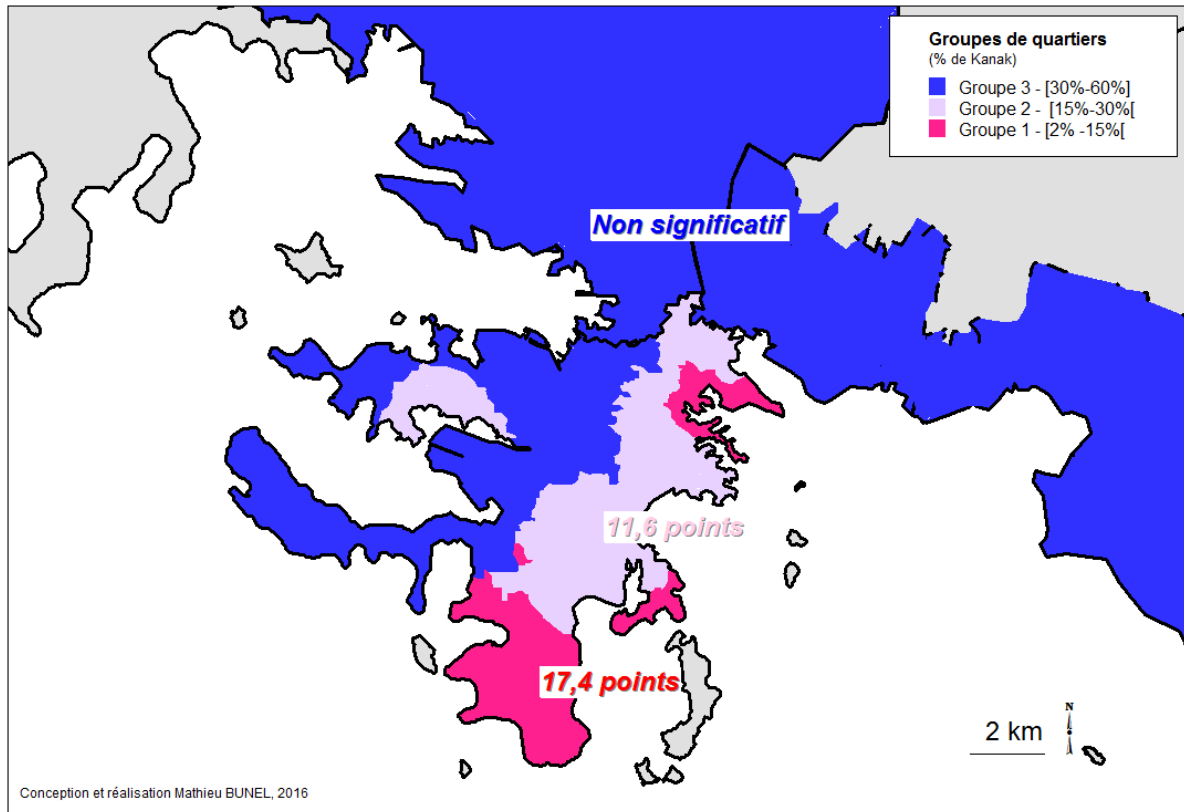 Groupes de quartiers
(% de Kanak)
Groupe 3 - [30%-60%]
Groupe 2 - [15%-30%[
Groupe 1 - [2% -15%[
Non significatif
11,6 points
17,4 points
N
2 km
Conception et réalisation Mathieu BUNEL, 2016